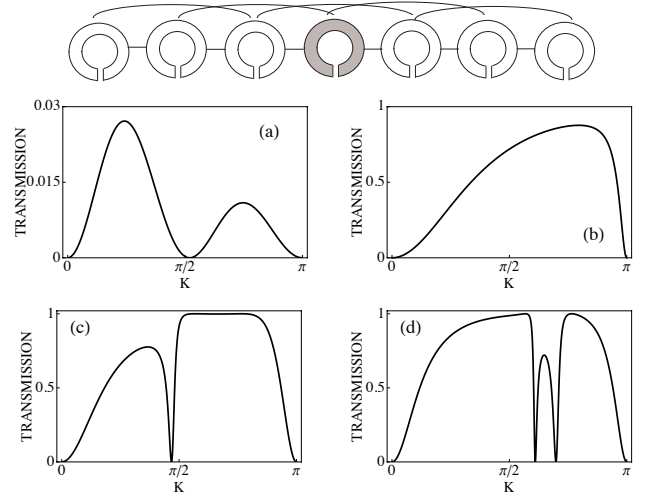 0.03
0.015
0
TRANSMISSION
(a)
0
π/2
π
K
1
0.5
0
TRANSMISSION
(b)
0
π/2
π
K
1
0.5
0
TRANSMISSION
(c)
0
π/2
π
K
1
0.5
0
TRANSMISSION
(d)
0
π/2
π
K